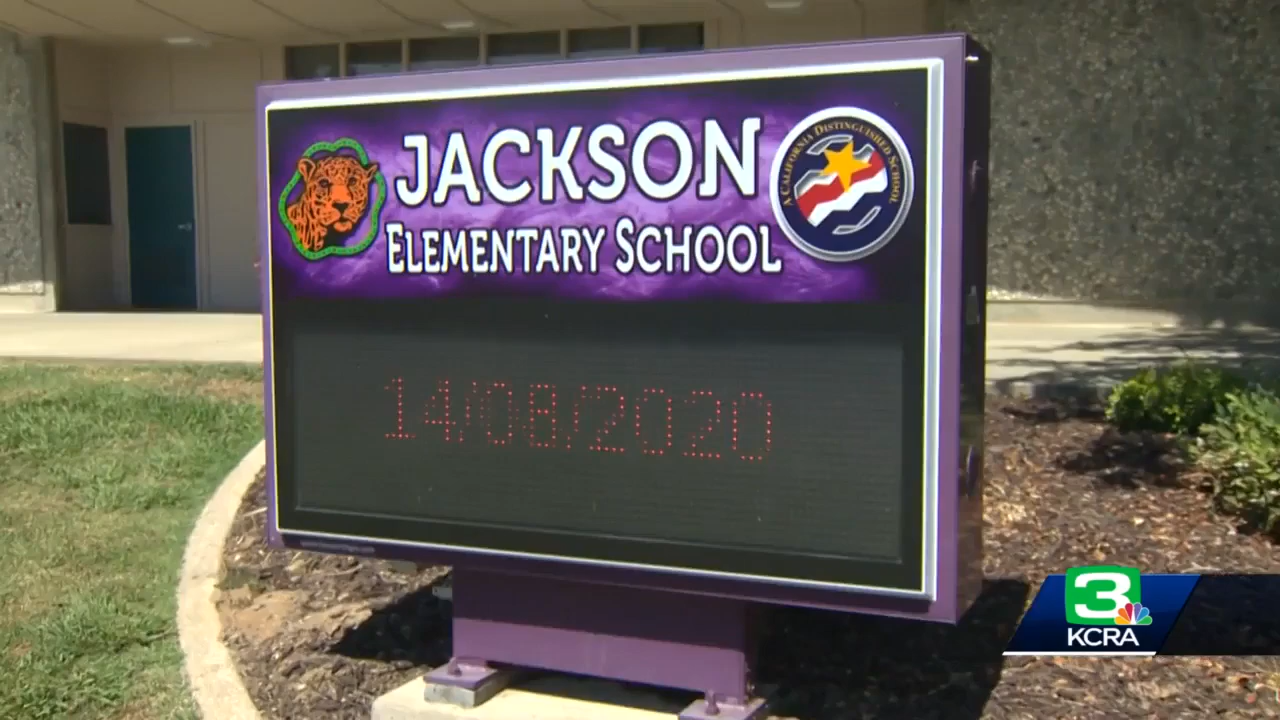 JACKSON
ELEMENTARY SCHOOL
A CALIFORNIA DISTINGUISHED SCHOOL
14/08/2020
3
KCRA